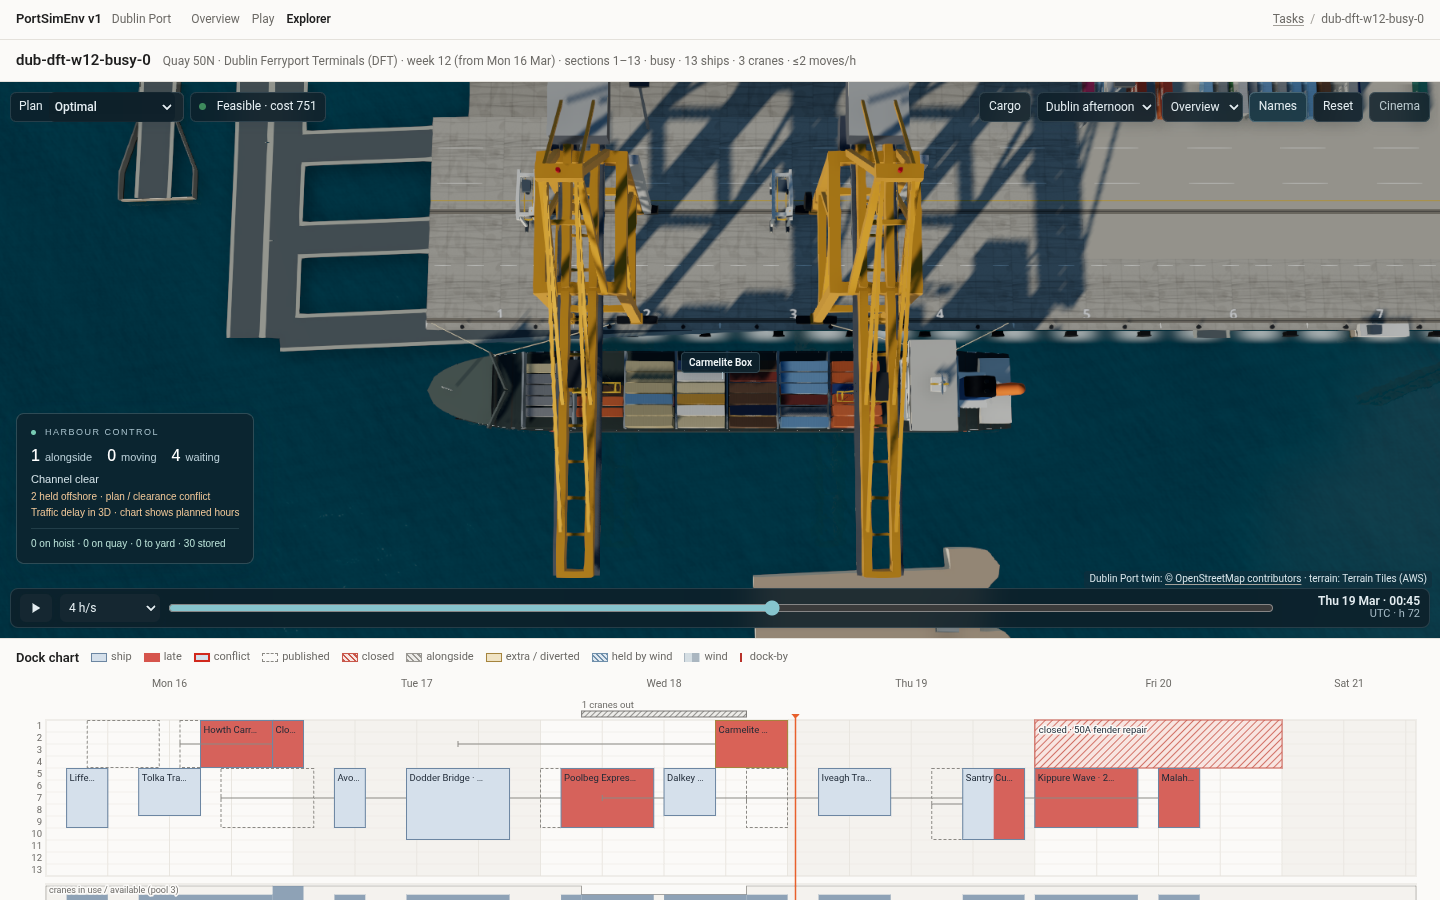 PortSimEnv v1 Dublin Port Overview Play Explorer Tasks / dub-dft-w12-busy-0
dub-dft-w12-busy-0 Quay 50N · Dublin Ferryport Terminals (DFT) · week 12 (from Mon 16 Mar) · sections 1–13 · busy · 13 ships · 3 cranes · ≤2 moves/h
Plan Optimal Feasible · cost 751 Cargo Dublin afternoon Overview Names Reset Cinema
1 2 3 4 5 6 7
Carmelite Box
HARBOUR CONTROL
1 alongside 0 moving 4 waiting
Channel clear
2 held offshore · plan / clearance conflict
Traffic delay in 3D · chart shows planned hours
0 on hoist · 0 on quay · 0 to yard · 30 stored
Dublin Port twin: © OpenStreetMap contributors · terrain: Terrain Tiles (AWS)
4 h/s Thu 19 Mar · 00:45
UTC · h 72
Dock chart ship late conflict published closed alongside extra / diverted held by wind wind dock-by
Mon 16 Tue 17 Wed 18 Thu 19 Fri 20 Sat 21
1 cranes out
1
2
3
4
5
6
7
8
9
10
11
12
13
Howth Carr… Clo… Carmelite … closed · 50A fender repair
Liffe… Tolka Tra… Avo… Dodder Bridge · … Poolbeg Expres… Dalkey … Iveagh Tra… Santry Cu… Kippure Wave · 2… Malah…
cranes in use / available (pool 3)